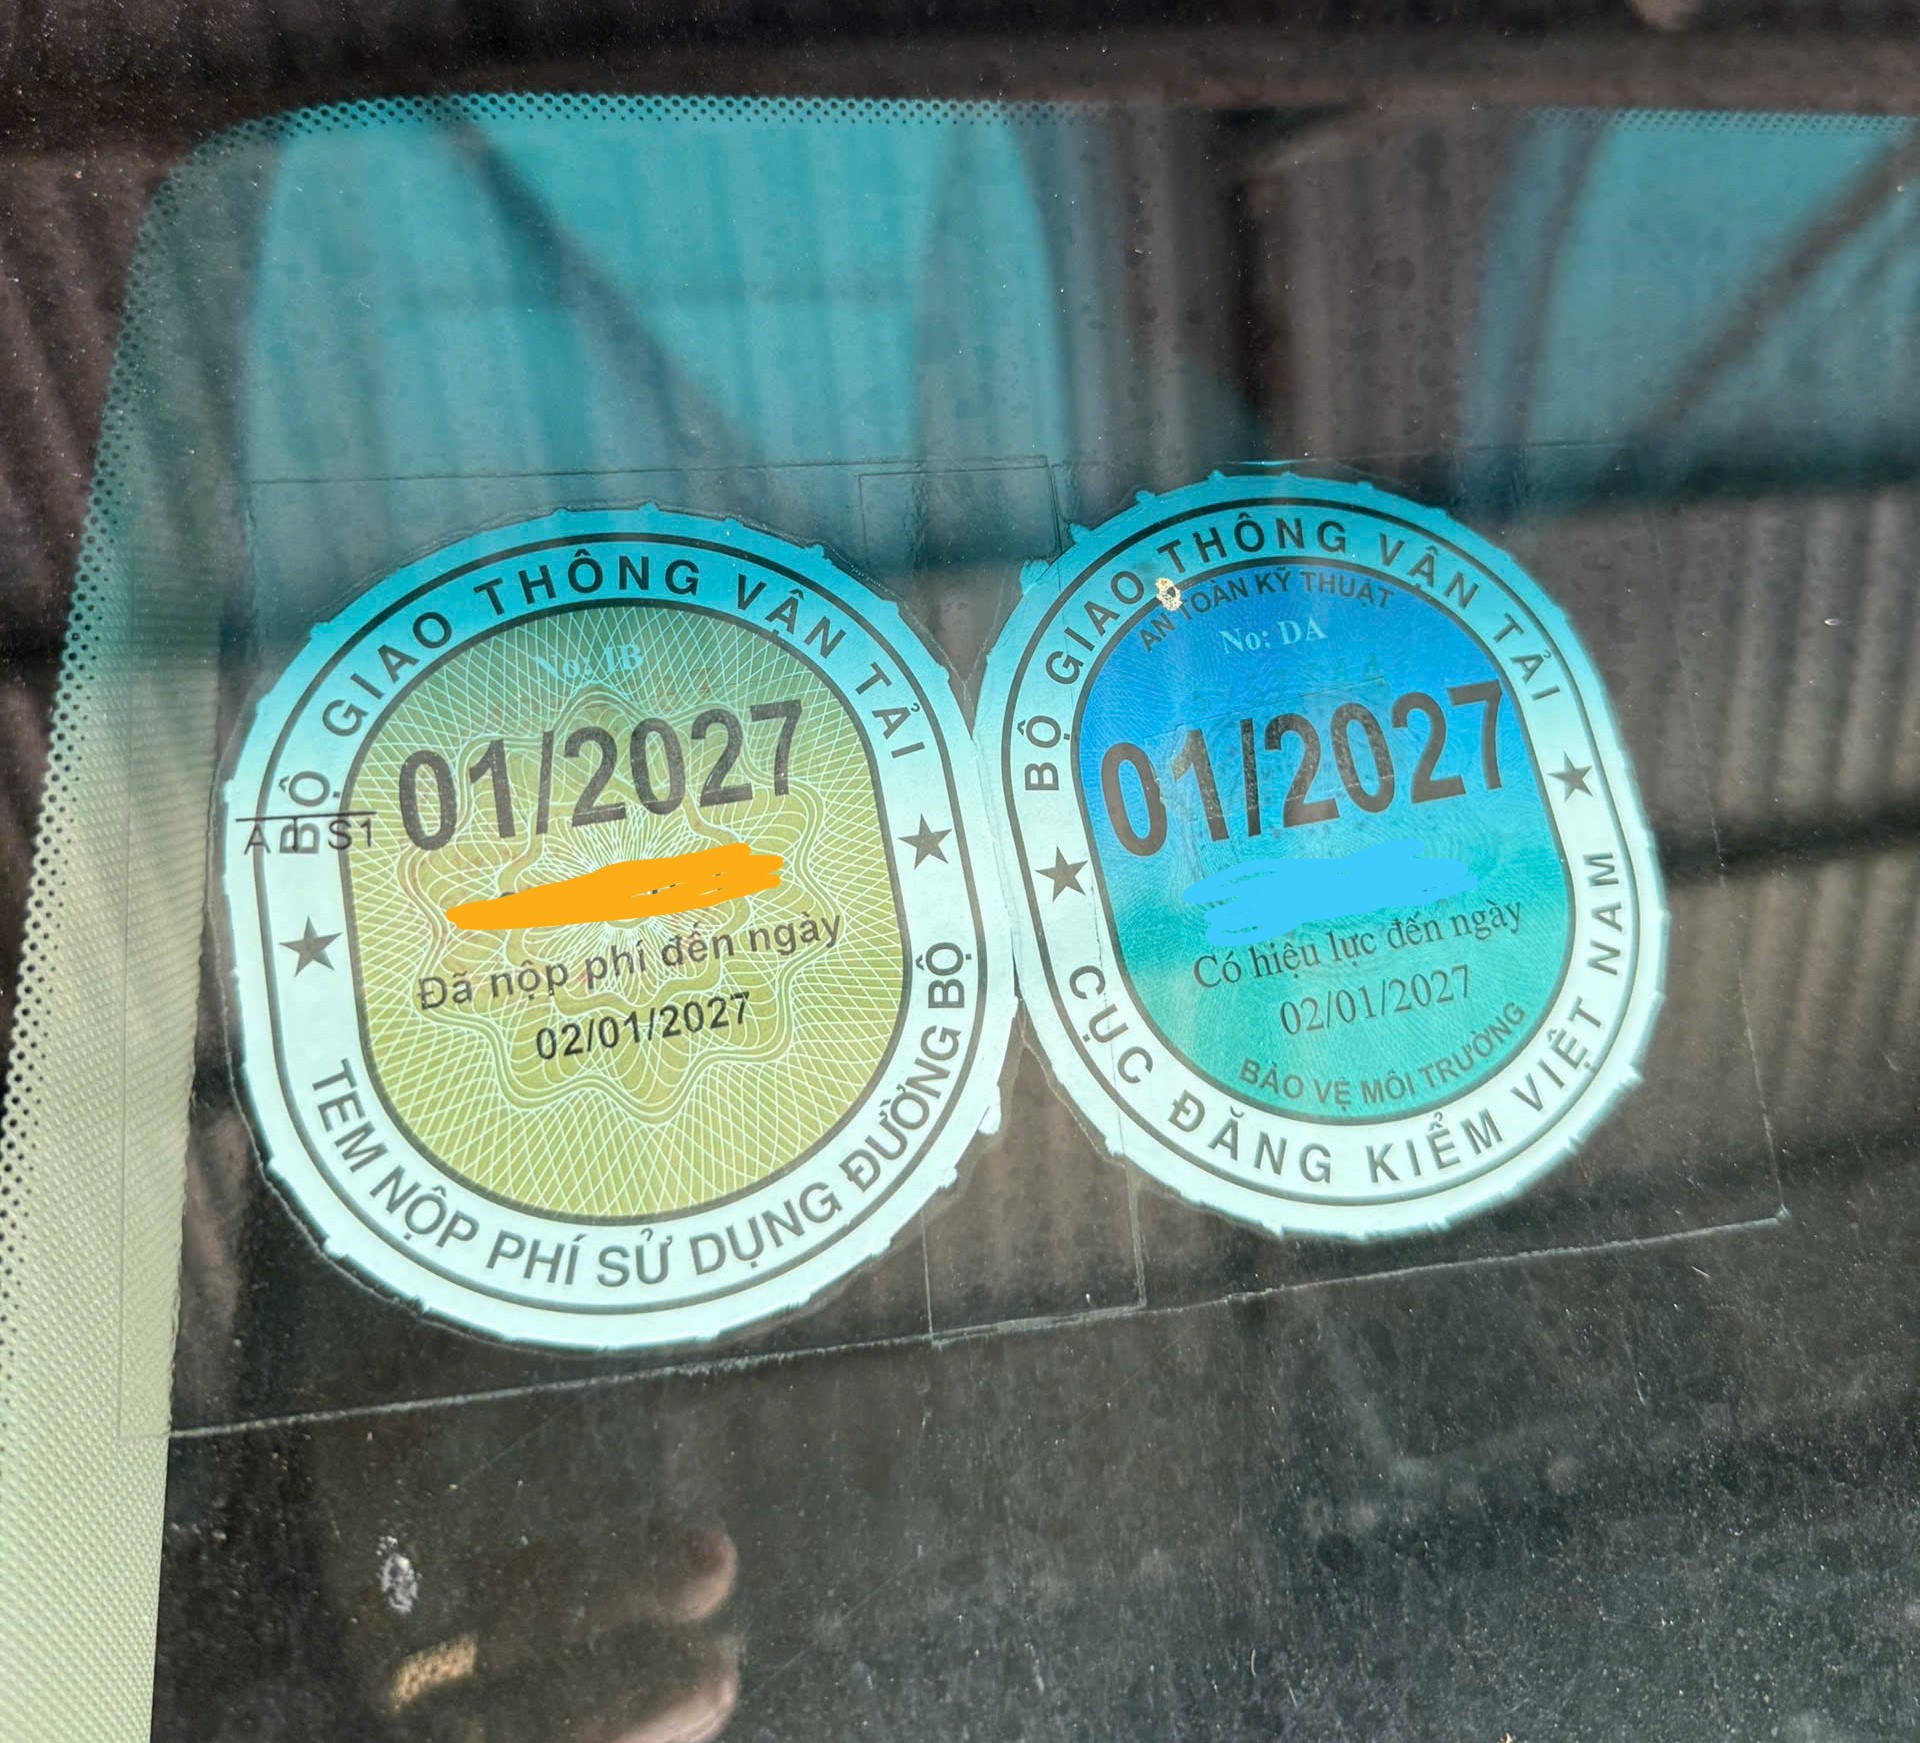 BỘ GIAO THÔNG VẬN TẢI
No: IB
01/2027
Đã nộp phí đến ngày
02/01/2027
TEM NỘP PHÍ SỬ DỤNG ĐƯỜNG BỘ
BỘ GIAO THÔNG VẬN TẢI
AN TOÀN KỸ THUẬT
No: DA
01/2027
Có hiệu lực đến ngày
02/01/2027
BẢO VỆ MÔI TRƯỜNG
CỤC ĐĂNG KIỂM VIỆT NAM